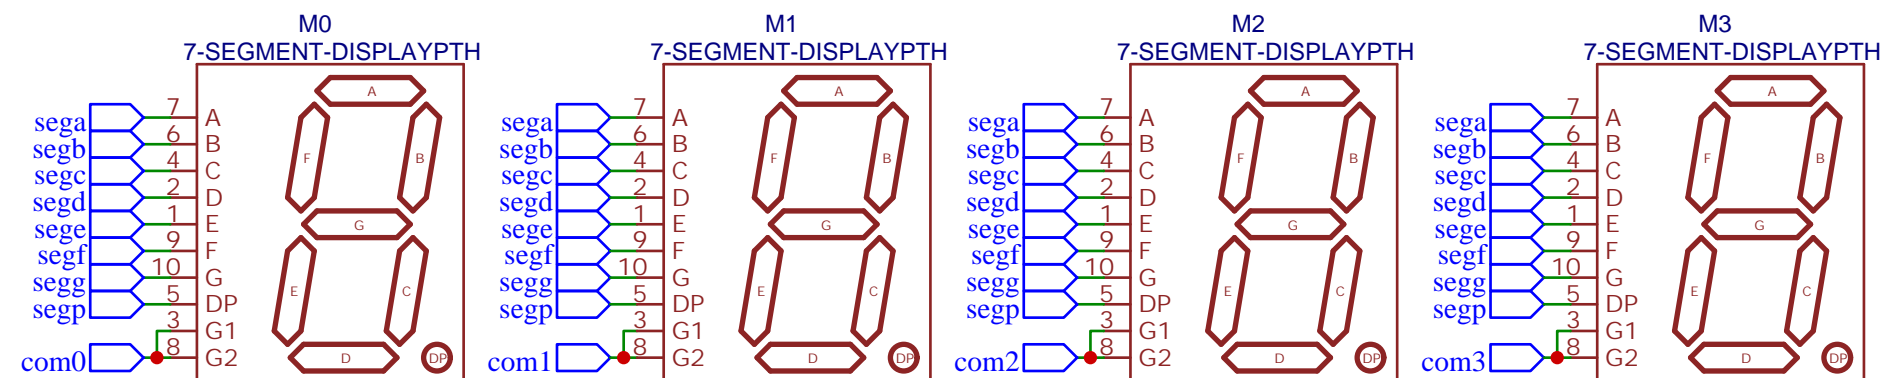 M0
7-SEGMENT-DISPLAYPTH
sega 7 A
segb 6 B
segc 4 C
segd 2 D
sege 1 E
segf 9 F
segg 10 G
segp 5 DP
3 G1
com0 8 G2
A
F B
G
E C
D DP
M1
7-SEGMENT-DISPLAYPTH
sega 7 A
segb 6 B
segc 4 C
segd 2 D
sege 1 E
segf 9 F
segg 10 G
segp 5 DP
3 G1
com1 8 G2
A
F B
G
E C
D DP
M2
7-SEGMENT-DISPLAYPTH
sega 7 A
segb 6 B
segc 4 C
segd 2 D
sege 1 E
segf 9 F
segg 10 G
segp 5 DP
3 G1
com2 8 G2
A
F B
G
E C
D DP
M3
7-SEGMENT-DISPLAYPTH
sega 7 A
segb 6 B
segc 4 C
segd 2 D
sege 1 E
segf 9 F
segg 10 G
segp 5 DP
3 G1
com3 8 G2
A
F B
G
E C
D DP